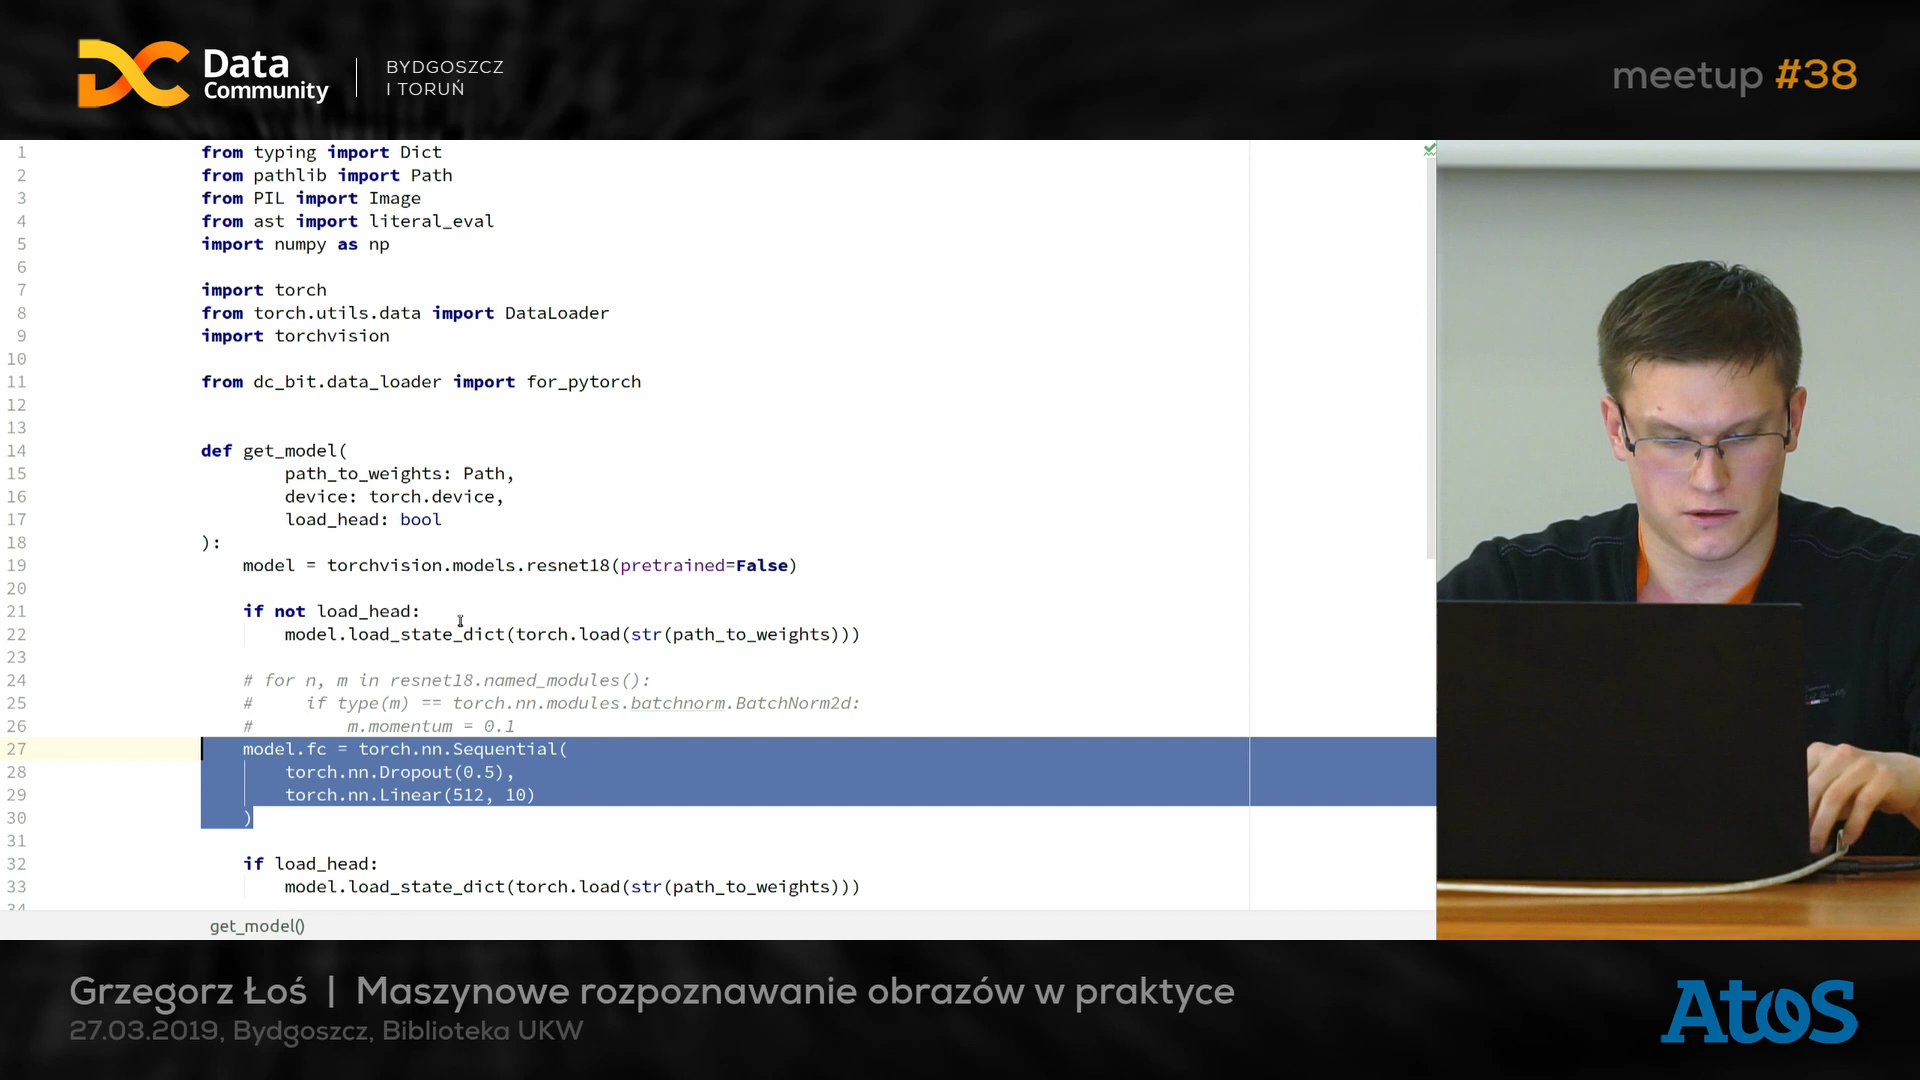 Data
Community
BYDGOSZCZ
I TORUŃ
meetup #38
1 from typing import Dict
2 from pathlib import Path
3 from PIL import Image
4 from ast import literal_eval
5 import numpy as np
6
7 import torch
8 from torch.utils.data import DataLoader
9 import torchvision
10
11 from dc_bit.data_loader import for_pytorch
12
13
14 def get_model(
15 path_to_weights: Path,
16 device: torch.device,
17 load_head: bool
18 ):
19 model = torchvision.models.resnet18(pretrained=False)
20
21 if not load_head:
22 model.load_state_dict(torch.load(str(path_to_weights)))
23
24 # for n, m in resnet18.named_modules():
25 # if type(m) == torch.nn.modules.batchnorm.BatchNorm2d:
26 # m.momentum = 0.1
27 model.fc = torch.nn.Sequential(
28 torch.nn.Dropout(0.5),
29 torch.nn.Linear(512, 10)
30 )
31
32 if load_head:
33 model.load_state_dict(torch.load(str(path_to_weights)))
34
get_model()
Grzegorz Łoś | Maszynowe rozpoznawanie obrazów w praktyce
27.03.2019, Bydgoszcz, Biblioteka UKW
Atos